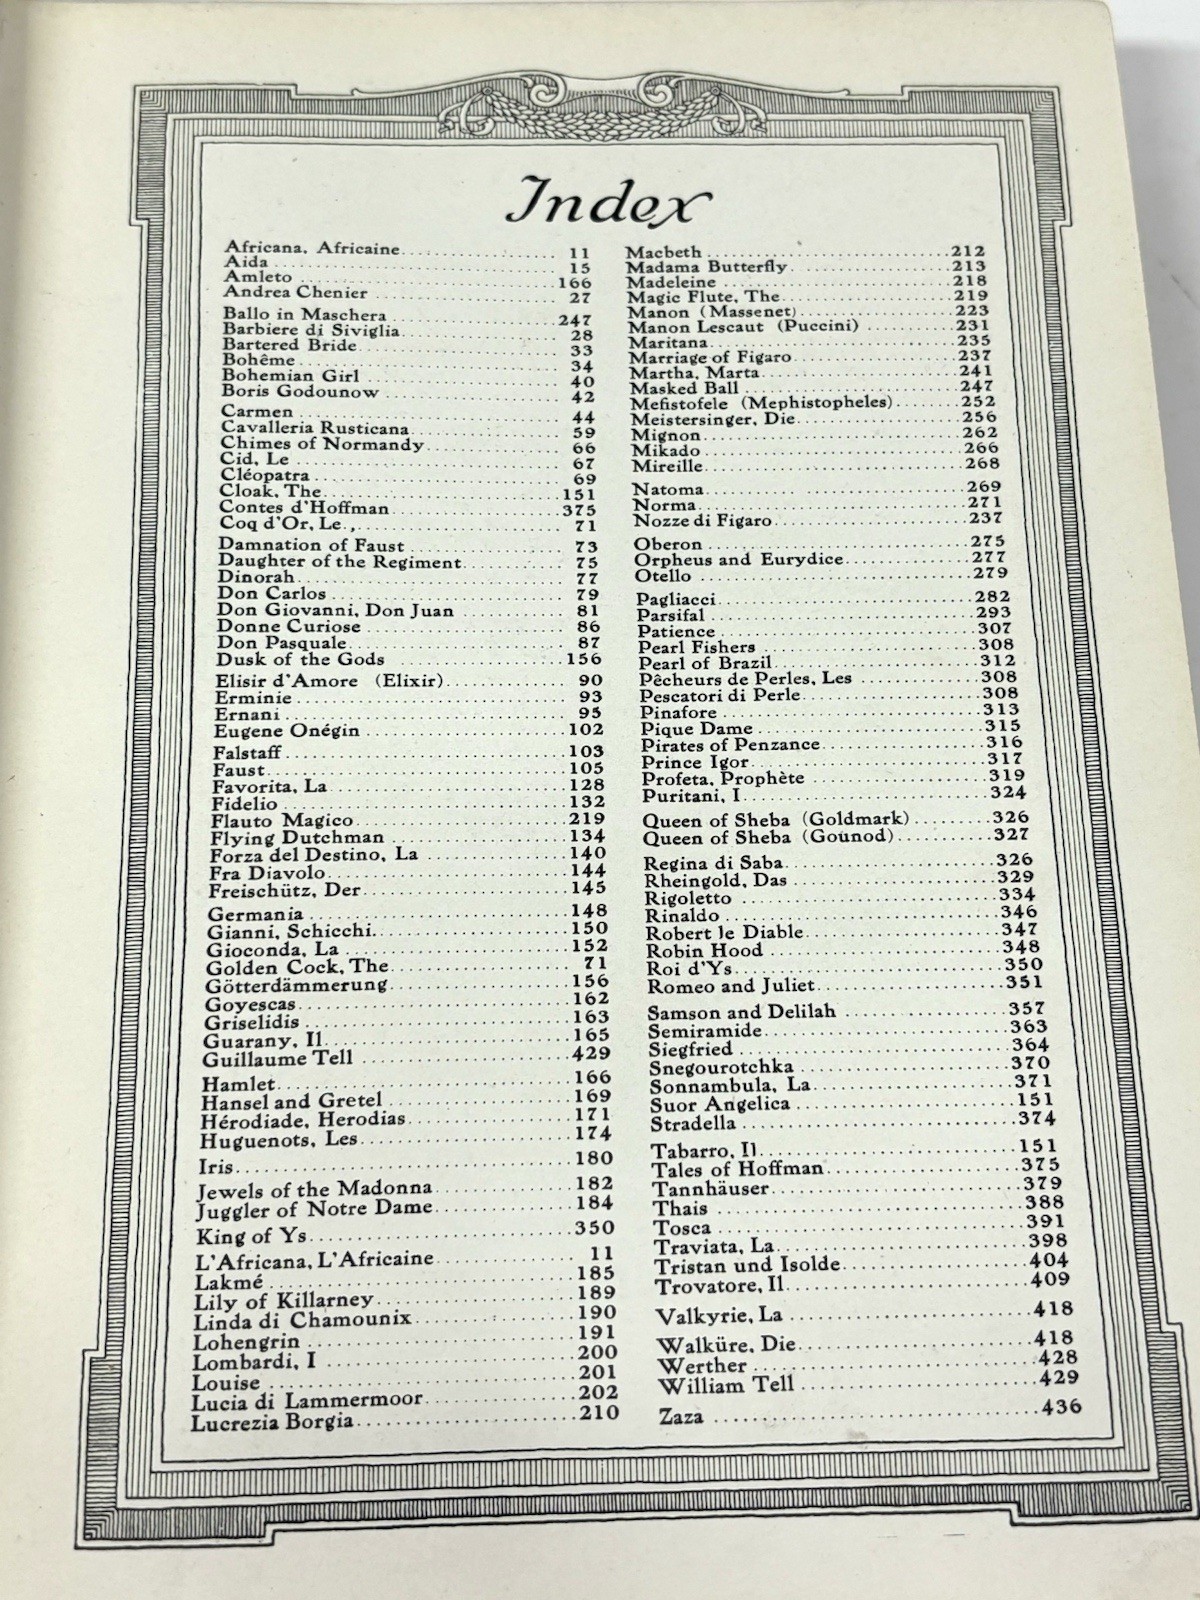 Index
Africana, Africaine 11
Aida 15
Amleto 166
Andrea Chenier 27
Ballo in Maschera 247
Barbiere di Siviglia 28
Bartered Bride 33
Bohême 34
Bohemian Girl 40
Boris Godounow 42
Carmen 44
Cavalleria Rusticana 59
Chimes of Normandy 66
Cid, Le 67
Cléopatra 69
Cloak, The 151
Contes d'Hoffman 375
Coq d'Or, Le., 71
Damnation of Faust 73
Daughter of the Regiment 75
Dinorah 77
Don Carlos 79
Don Giovanni, Don Juan 81
Donne Curiose 86
Don Pasquale 87
Dusk of the Gods 156
Elisir d'Amore (Elixir) 90
Erminie 93
Ernani 95
Eugene Onégin 102
Falstaff 103
Faust 105
Favorita, La 128
Fidelio 132
Flauto Magico 219
Flying Dutchman 134
Forza del Destino, La 140
Fra Diavolo 144
Freischütz, Der 145
Germania 148
Gianni, Schicchi. 150
Gioconda, La 152
Golden Cock, The 71
Götterdämmerung 156
Goyescas 162
Griselidis 163
Guarany, Il 165
Guillaume Tell 429
Hamlet 166
Hansel and Gretel 169
Hérodiade, Herodias 171
Huguenots, Les 174
Iris 180
Jewels of the Madonna 182
Juggler of Notre Dame 184
King of Ys 350
L'Africana, L'Africaine 11
Lakmé 185
Lily of Killarney 189
Linda di Chamounix 190
Lohengrin 191
Lombardi, I 200
Louise 201
Lucia di Lammermoor 202
Lucrezia Borgia 210
Macbeth 212
Madama Butterfly 213
Madeleine 218
Magic Flute, The 219
Manon (Massenet) 223
Manon Lescaut (Puccini) 231
Maritana 235
Marriage of Figaro 237
Martha, Marta 241
Masked Ball 247
Mefistofele (Mephistopheles) 252
Meistersinger, Die 256
Mignon 262
Mikado 266
Mireille 268
Natoma 269
Norma 271
Nozze di Figaro 237
Oberon 275
Orpheus and Eurydice 277
Otello 279
Pagliacci 282
Parsifal 293
Patience 307
Pearl Fishers 308
Pearl of Brazil 312
Pêcheurs de Perles, Les 308
Pescatori di Perle 308
Pinafore 313
Pique Dame 315
Pirates of Penzance 316
Prince Igor 317
Profeta, Prophète 319
Puritani, I 324
Queen of Sheba (Goldmark) 326
Queen of Sheba (Gounod) 327
Regina di Saba 326
Rheingold, Das 329
Rigoletto 334
Rinaldo 346
Robert le Diable 347
Robin Hood 348
Roi d'Ys 350
Romeo and Juliet 351
Samson and Delilah 357
Semiramide 363
Siegfried 364
Snegourotchka 370
Sonnambula, La 371
Suor Angelica 151
Stradella 374
Tabarro, Il 151
Tales of Hoffman 375
Tannhäuser 379
Thais 388
Tosca 391
Traviata, La 398
Tristan und Isolde 404
Trovatore, Il 409
Valkyrie, La 418
Walküre, Die 418
Werther 428
William Tell 429
Zaza 436